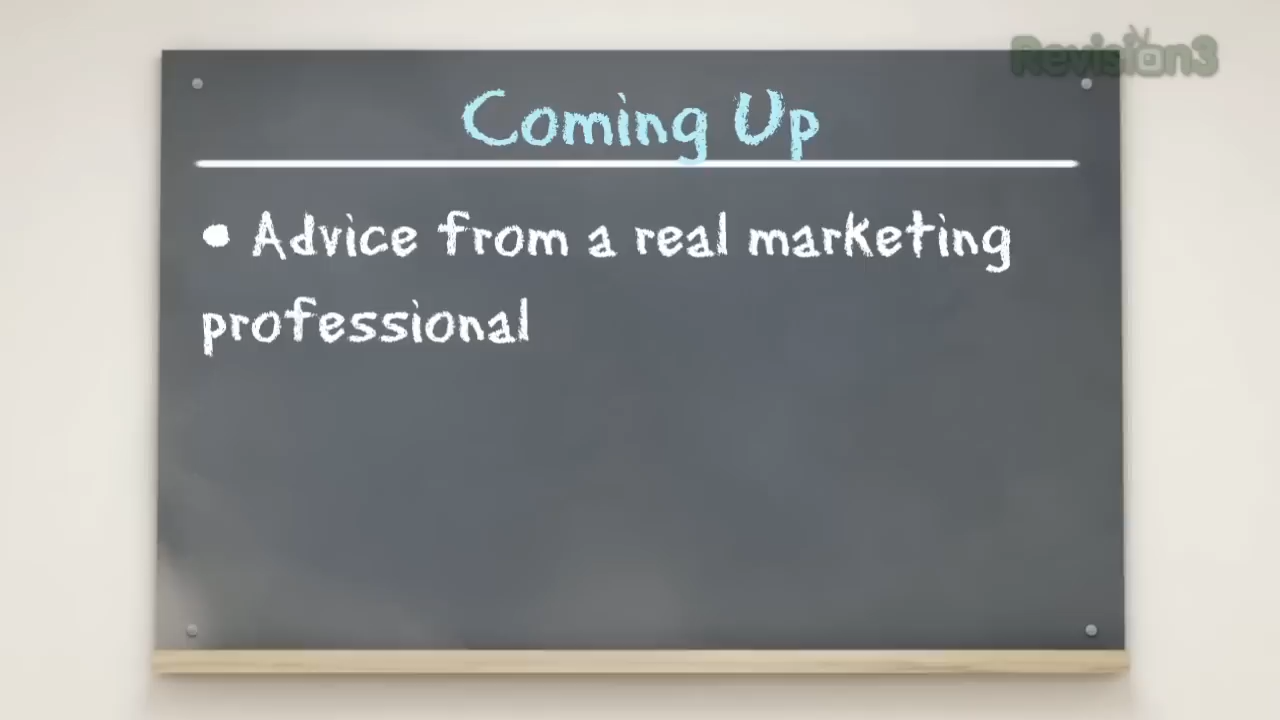 Revision3
Coming Up
• Advice from a real marketing
professional